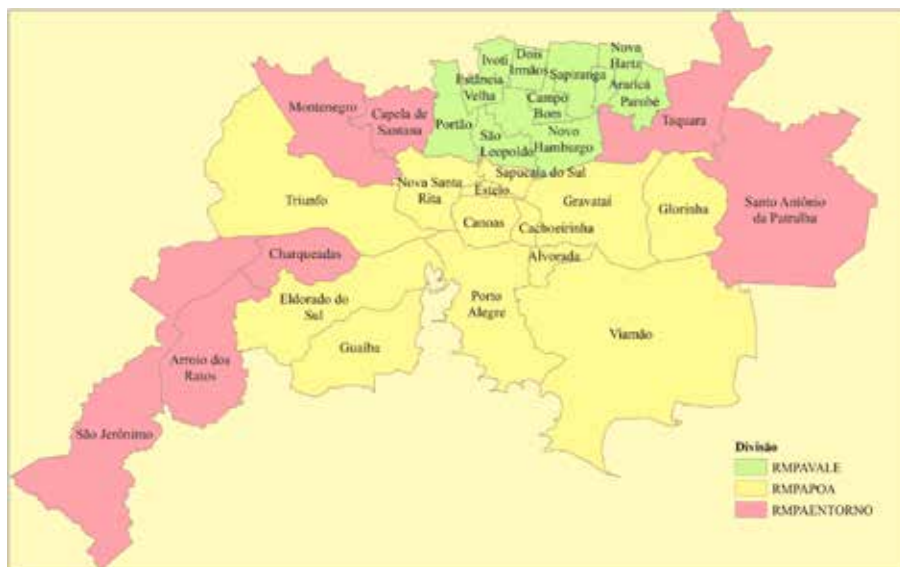 Ivoti
Dois
Irmãos
Nova
Hartz
Estância
Velha
Sapiranga
Araricá
Parobé
Montenegro
Capela de
Santana
Portão
Campo
Bom
Taquara
São
Leopoldo
Novo
Hamburgo
Sapucaia do Sul
Esteio
Nova Santa
Rita
Triunfo
Gravataí
Glorinha
Santo Antônio
da Patrulha
Canoas
Cachoeirinha
Charqueadas
Alvorada
Eldorado do
Sul
Porto
Alegre
Viamão
Guaíba
Arroio dos
Ratos
São Jerônimo
Divisão
RMPAVALE
RMPAPOA
RMPAENTORNO